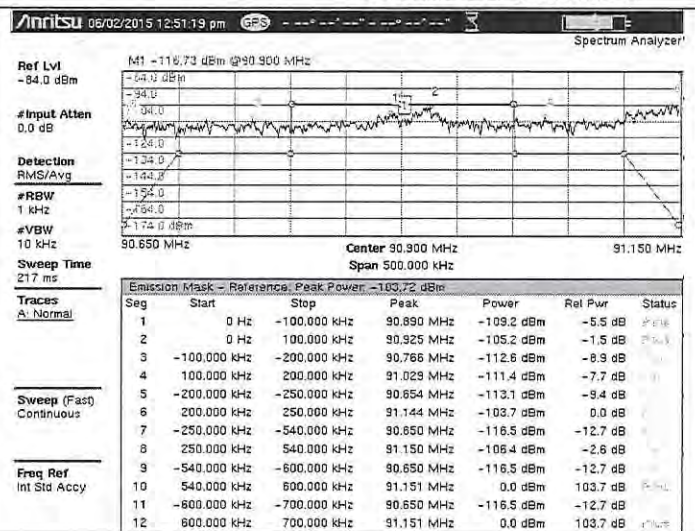 Anritsu 06/02/2015 12:51:19 pm GPS
Spectrum Analyzer
Ref Lvl
-84.0 dBm
#Input Atten
0.0 dB
Detection
RMS/Avg
#RBW
1 kHz
#VBW
10 kHz
Sweep Time
217 ms
Traces
A: Normal
Sweep (Fast)
Continuous
Freq Ref
Int Std Accy
M1 -116.73 dBm @90.900 MHz
-94.0
-124.0
-134.0
-144.0
-154.0
-174.0 dBm
1
2
90.650 MHz Center 90.900 MHz 91.150 MHz
Span 500.000 kHz
Emission Mask - Reference: Peak Power: -103.72 dBm
Seg Start Stop Peak Power Rel Pwr Status
1 0 Hz -100.000 kHz 90.890 MHz -109.2 dBm -5.5 dB
2 0 Hz 100.000 kHz 90.925 MHz -105.2 dBm -1.5 dB
3 -100.000 kHz -200.000 kHz 90.766 MHz -112.6 dBm -8.9 dB
4 100.000 kHz 200.000 kHz 91.029 MHz -111.4 dBm -7.7 dB
5 -200.000 kHz -250.000 kHz 90.654 MHz -113.1 dBm -9.4 dB
6 200.000 kHz 250.000 kHz 91.144 MHz -103.7 dBm 0.0 dB
7 -250.000 kHz -540.000 kHz 90.650 MHz -116.5 dBm -12.7 dB
8 250.000 kHz 540.000 kHz 91.150 MHz -106.4 dBm -2.6 dB
9 -540.000 kHz -600.000 kHz 90.650 MHz -116.5 dBm -12.7 dB
10 540.000 kHz 600.000 kHz 91.151 MHz 0.0 dBm 103.7 dB
11 -600.000 kHz -700.000 kHz 90.650 MHz -116.5 dBm -12.7 dB
12 600.000 kHz 700.000 kHz 91.151 MHz 0.0 dBm 103.7 dB